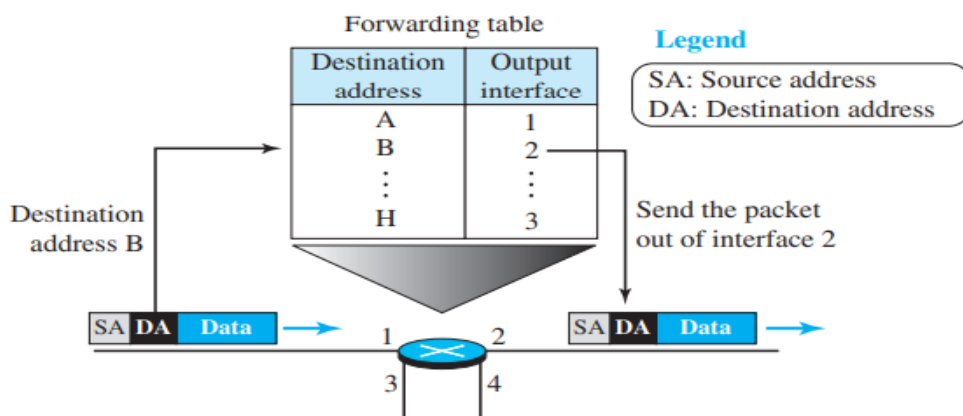 Forwarding table
Legend
SA: Source address
DA: Destination address
Destination address
Output interface
A 1
B 2
⋮ ⋮
H 3
Destination
address B
Send the packet
out of interface 2
SA DA Data
SA DA Data
1 2
3 4